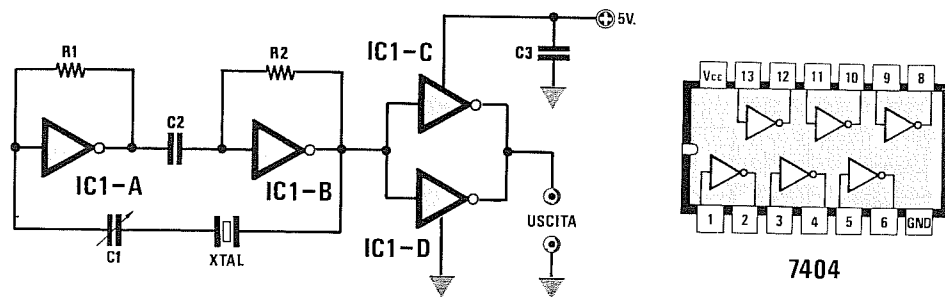 R1
IC1-A
C2
R2
IC1-B
C1
XTAL
IC1-C
IC1-D
C3
5V.
USCITA
Vcc 13 12 11 10 9 8
1 2 3 4 5 6 GND
7404